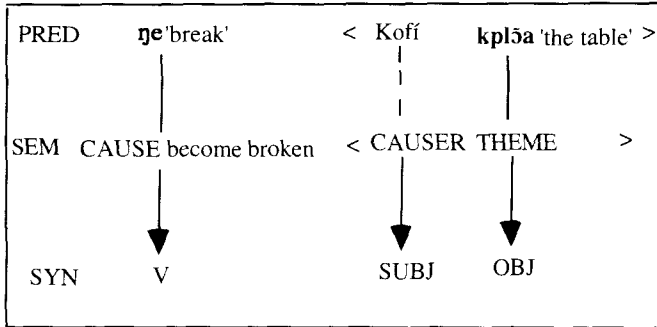 PRED ŋe 'break' < Kofí kplɔ̃a 'the table' >
SEM CAUSE become broken < CAUSER THEME >
SYN V SUBJ OBJ